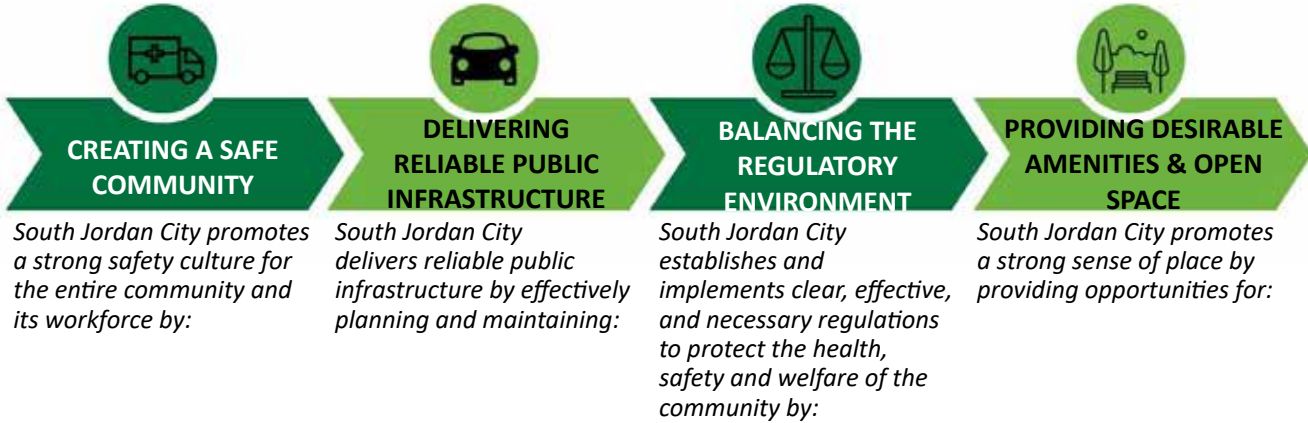 CREATING A SAFE
COMMUNITY
South Jordan City promotes
a strong safety culture for
the entire community and
its workforce by:
DELIVERING
RELIABLE PUBLIC
INFRASTRUCTURE
South Jordan City
delivers reliable public
infrastructure by effectively
planning and maintaining:
BALANCING THE
REGULATORY
ENVIRONMENT
South Jordan City
establishes and
implements clear, effective,
and necessary regulations
to protect the health,
safety and welfare of the
community by:
PROVIDING DESIRABLE
AMENITIES & OPEN
SPACE
South Jordan City promotes
a strong sense of place by
providing opportunities for: